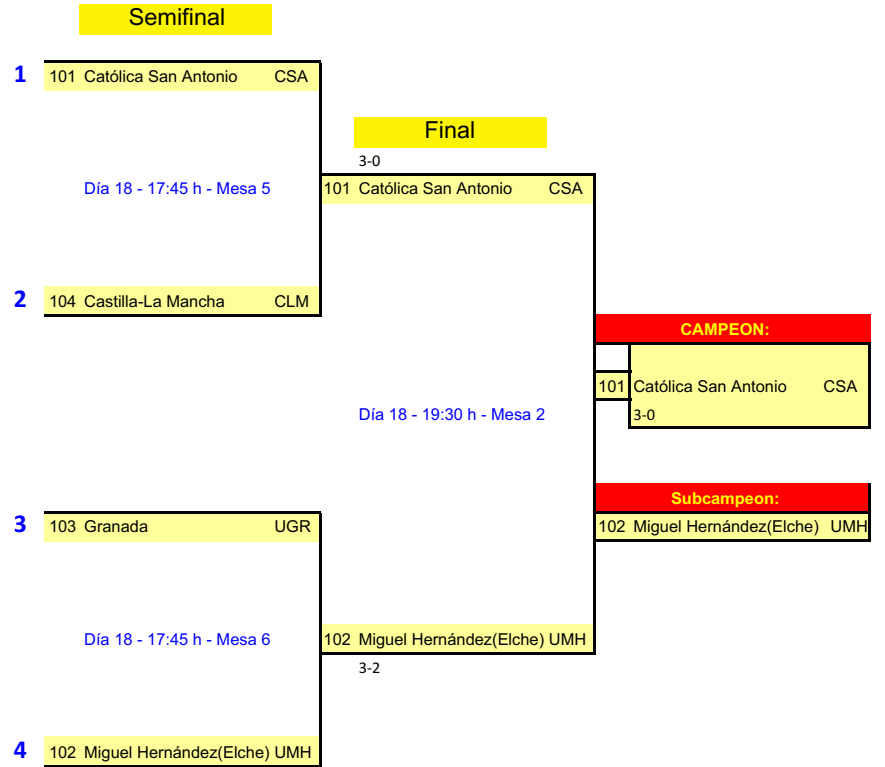 Semifinal
1 101 Católica San Antonio CSA
Final
3-0
Día 18 - 17:45 h - Mesa 5
101 Católica San Antonio CSA
2 104 Castilla-La Mancha CLM
CAMPEON:
101 Católica San Antonio CSA
Día 18 - 19:30 h - Mesa 2
3-0
Subcampeon:
3 103 Granada UGR
102 Miguel Hernández(Elche) UMH
Día 18 - 17:45 h - Mesa 6
102 Miguel Hernández(Elche) UMH
3-2
4 102 Miguel Hernández(Elche) UMH